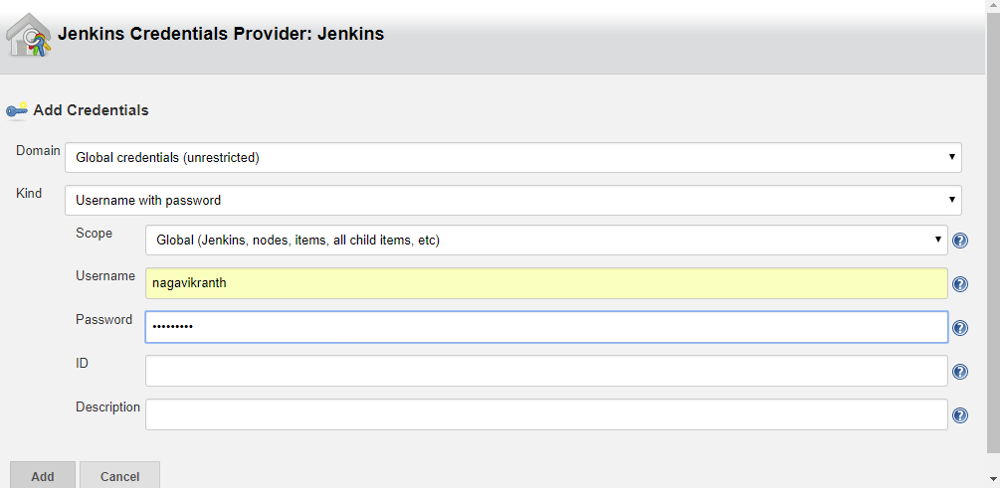 Jenkins Credentials Provider: Jenkins
Add Credentials
Domain
Global credentials (unrestricted)
Kind
Username with password
Scope
Global (Jenkins, nodes, items, all child items, etc)
Username
nagavikranth
Password
•••••••••
ID
Description
Add
Cancel